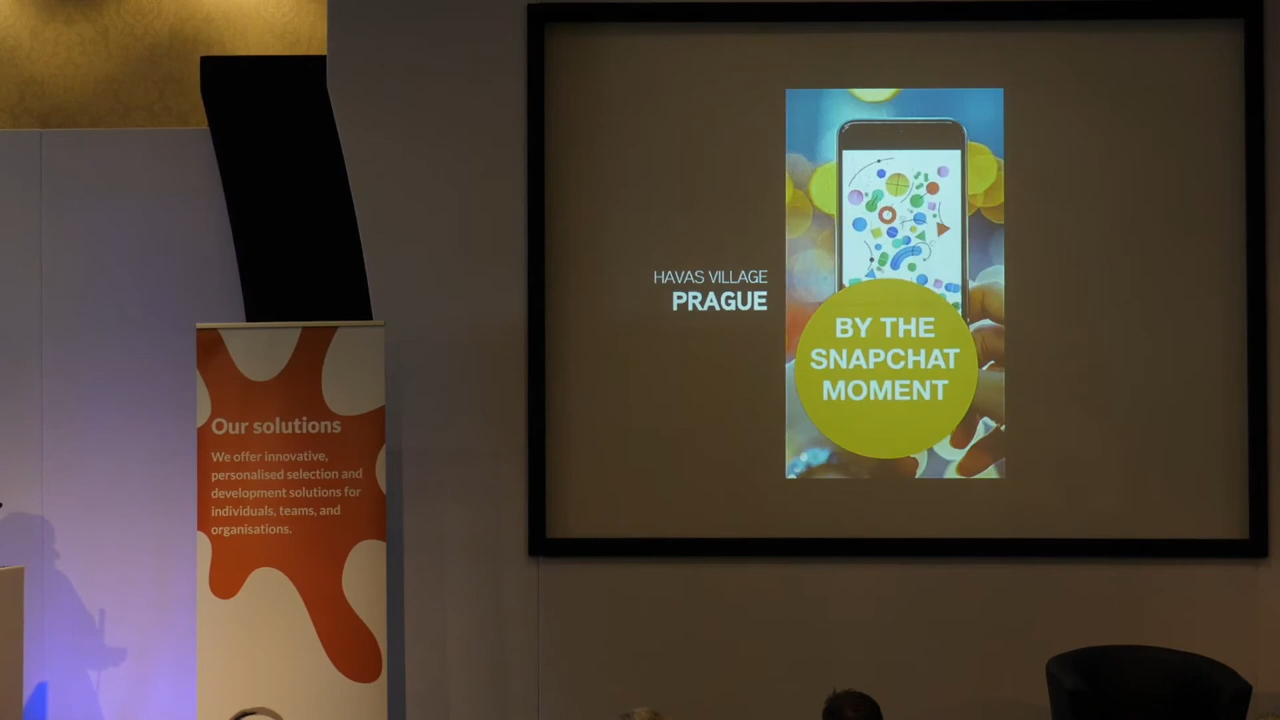 Our solutions
We offer innovative,
personalised selection and
development solutions for
individuals, teams, and
organisations.
HAVAS VILLAGE
PRAGUE
BY THE
SNAPCHAT
MOMENT